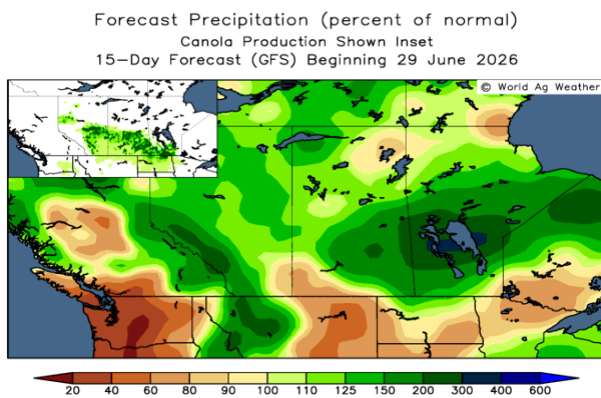 Forecast Precipitation (percent of normal)
Canola Production Shown Inset
15-Day Forecast (GFS) Beginning 29 June 2026
© World Ag Weather
20 40 60 80 90 100 110 125 150 200 300 400 600